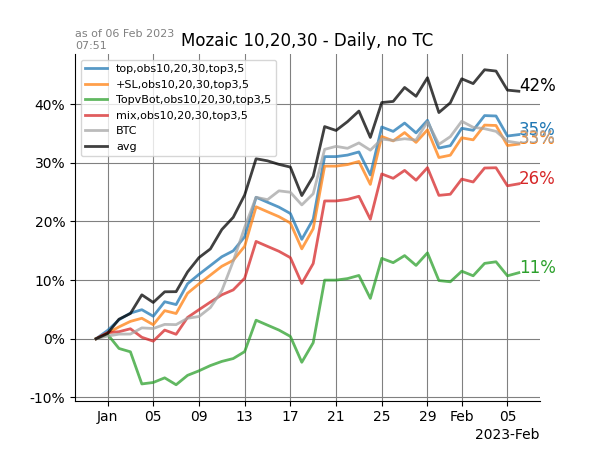 as of 06 Feb 2023
07:51
Mozaic 10,20,30 - Daily, no TC
top,obs10,20,30,top3,5
+SL,obs10,20,30,top3,5
TopvBot,obs10,20,30,top3,5
mix,obs10,20,30,top3,5
BTC
avg
42%
35%
33%
26%
11%
40%
30%
20%
10%
0%
-10%
Jan 05 09 13 17 21 25 29 Feb 05
2023-Feb